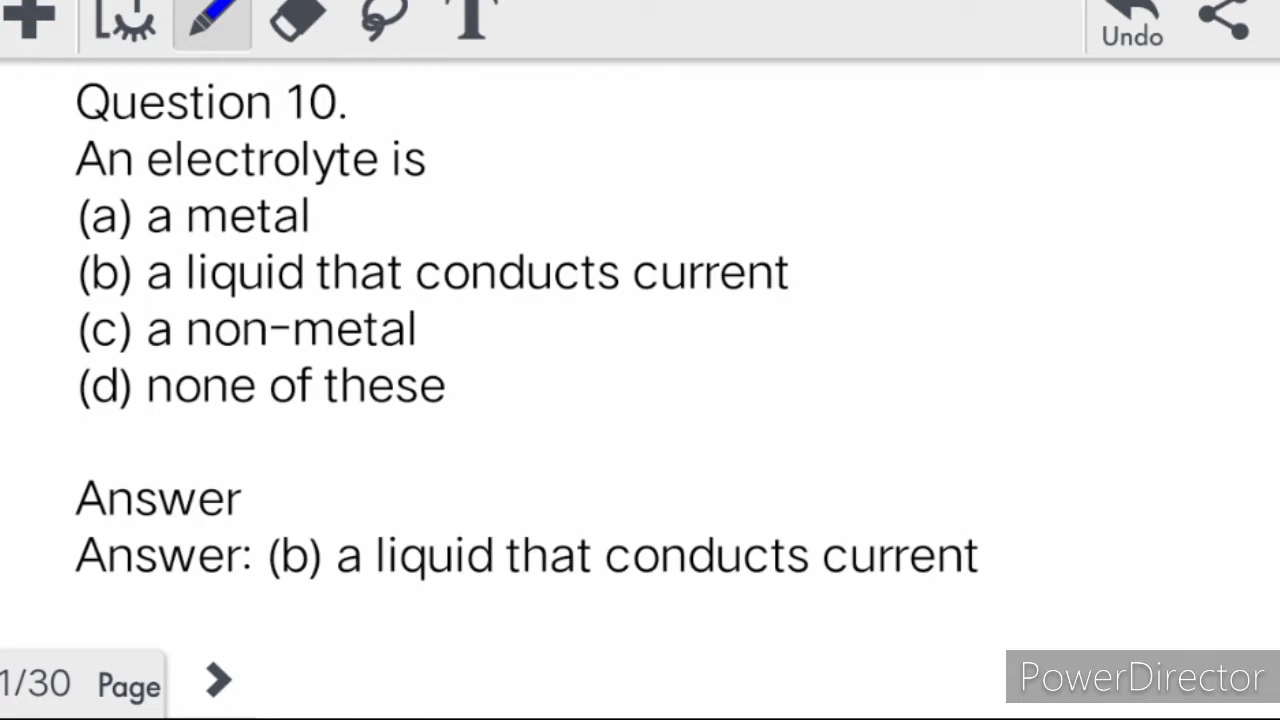 T
Undo
Question 10.
An electrolyte is
(a) a metal
(b) a liquid that conducts current
(c) a non-metal
(d) none of these
Answer
Answer: (b) a liquid that conducts current
1/30 Page
PowerDirector